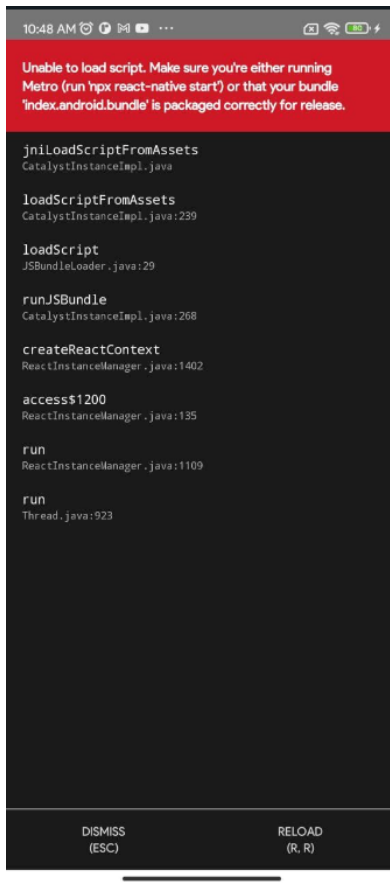 10:48 AM
80
Unable to load script. Make sure you're either running
Metro (run 'npx react-native start') or that your bundle
'index.android.bundle' is packaged correctly for release.
jniLoadScriptFromAssets
CatalystInstanceImpl.java
loadScriptFromAssets
CatalystInstanceImpl.java:239
loadScript
JSBundleLoader.java:29
runJSBundle
CatalystInstanceImpl.java:268
createReactContext
ReactInstanceManager.java:1402
access$1200
ReactInstanceManager.java:135
run
ReactInstanceManager.java:1109
run
Thread.java:923
DISMISS
(ESC)
RELOAD
(R, R)